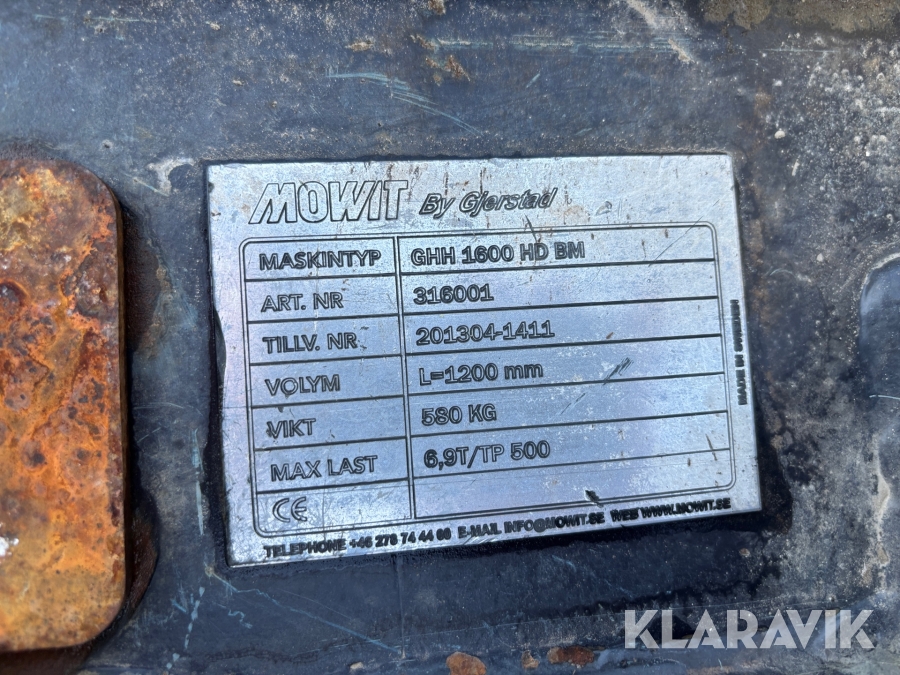 MOWIT By Gjerstad
MASKINTYP GHH 1600 HD BM
ART. NR 316001
TILLV. NR 201304-1411
VOLYM L=1200 mm
VIKT 580 KG
MAX LAST 6,9T/TP 500
CE
TELEPHONE +46 278 74 44 68 E-MAIL INFO@MOWIT.SE WEB WWW.MOWIT.SE
MADE IN SWEDEN
KLARAVIK